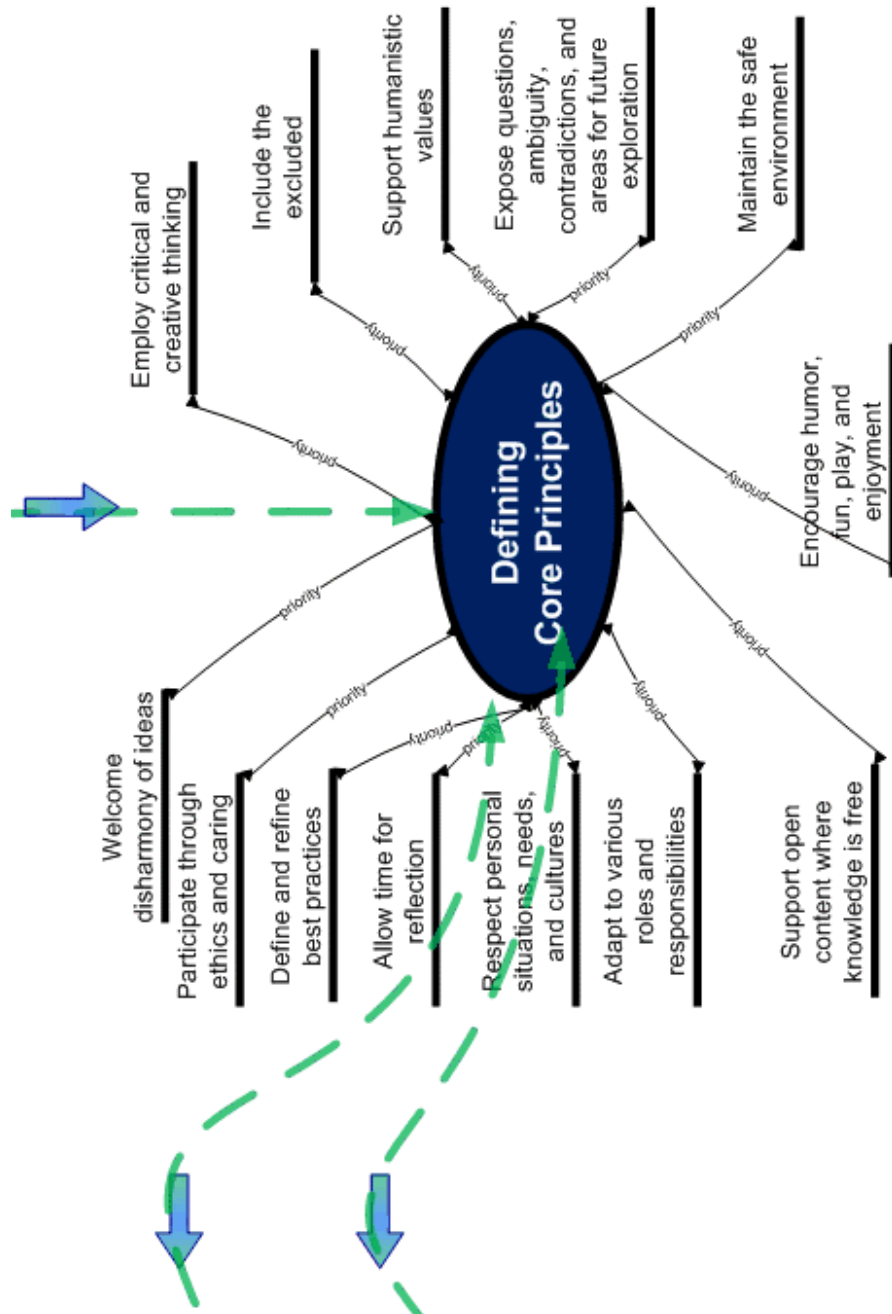 Welcome
disharmony of ideas
priority
Participate through
ethics and caring
priority
Define and refine
best practices
priority
Allow time for
reflection
priority
Respect personal
situations, needs,
and cultures
priority
Adapt to various
roles and
responsibilities
priority
Support open
content where
knowledge is free
priority
Defining
Core Principles
Employ critical and
creative thinking
priority
Include the
excluded
priority
Support humanistic
values
priority
Expose questions,
ambiguity,
contradictions, and
areas for future
exploration
priority
Maintain the safe
environment
priority
Encourage humor,
fun, play, and
enjoyment
priority